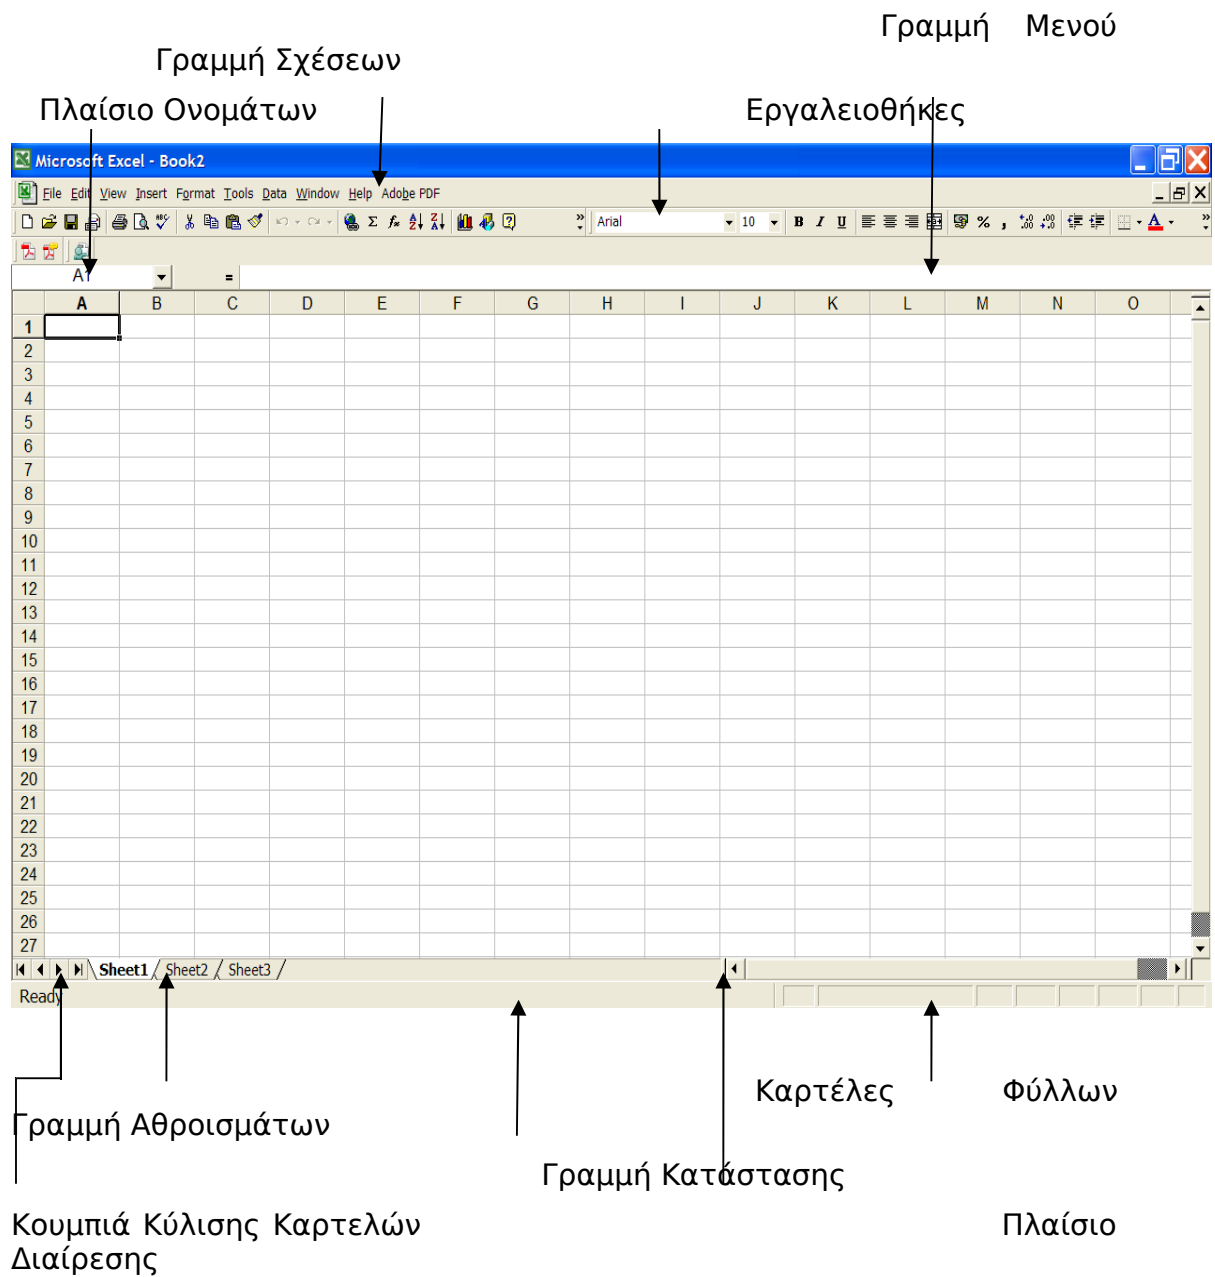 Γραμμή Μενού
Γραμμή Σχέσεων
Πλαίσιο Ονομάτων Εργαλειοθήκες
Microsoft Excel - Book2
File Edit View Insert Format Tools Data Window Help Adobe PDF
Arial 10 B I U % ,
A1 =
A B C D E F G H I J K L M N O
1
2
3
4
5
6
7
8
9
10
11
12
13
14
15
16
17
18
19
20
21
22
23
24
25
26
27
Sheet1 Sheet2 Sheet3
Ready
Καρτέλες Φύλλων
Γραμμή Αθροισμάτων
Γραμμή Κατάστασης
Κουμπιά Κύλισης Καρτελών Πλαίσιο
Διαίρεσης